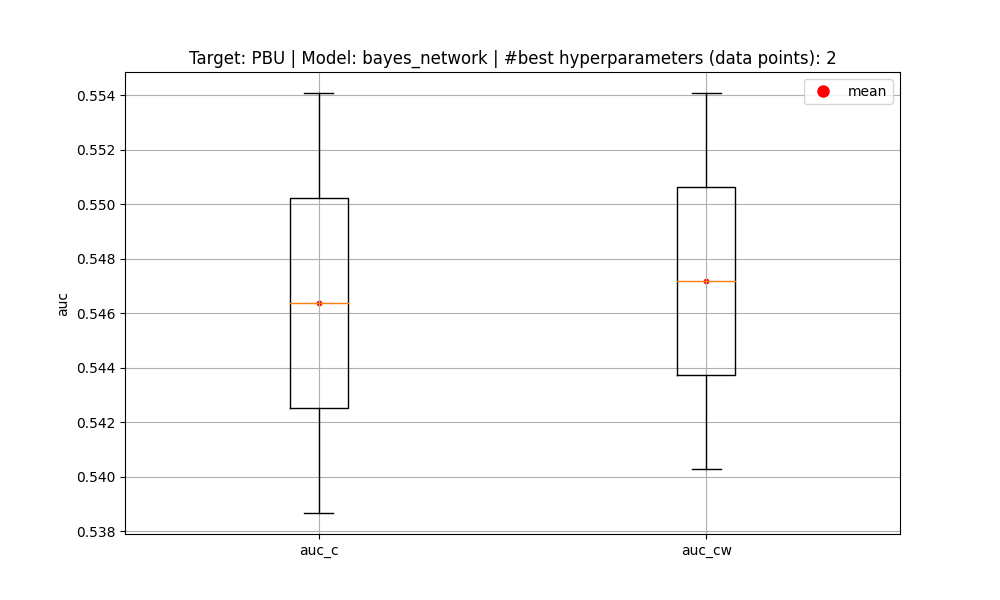 Target: PBU | Model: bayes_network | #best hyperparameters (data points): 2
mean
0.554
0.552
0.550
0.548
0.546
0.544
0.542
0.540
0.538
auc
auc_c
auc_cw